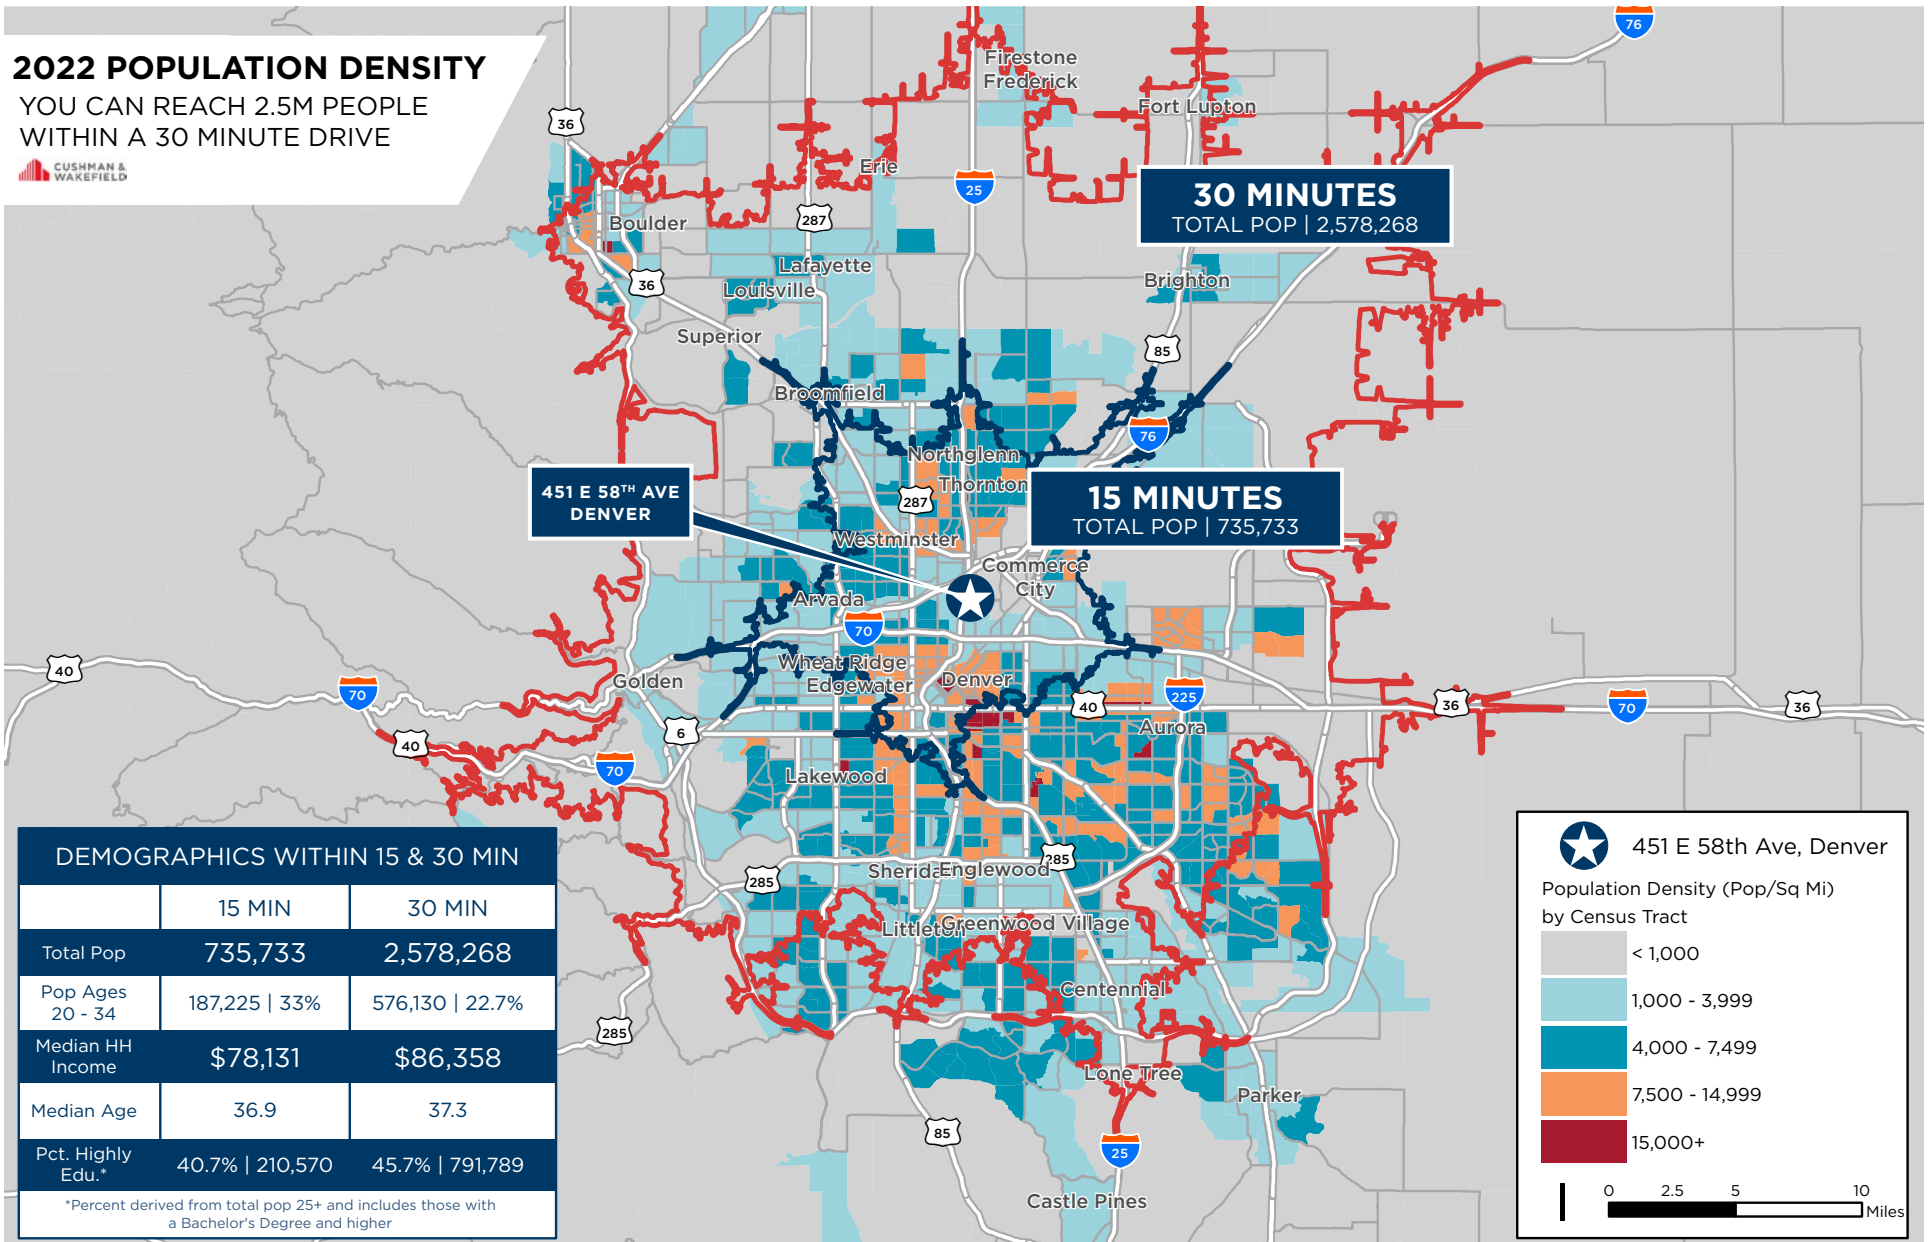 2022 POPULATION DENSITY
YOU CAN REACH 2.5M PEOPLE
WITHIN A 30 MINUTE DRIVE
CUSHMAN &
WAKEFIELD
76
Firestone
Frederick
Fort Lupton
36
Erie
25
30 MINUTES
TOTAL POP | 2,578,268
Boulder
287
Lafayette
Louisville
36
Brighton
Superior
85
Broomfield
76
Northglenn
Thornton
287
451 E 58TH AVE
DENVER
15 MINUTES
TOTAL POP | 735,733
Westminster
Commerce
City
Arvada
70
Wheat Ridge
Edgewater
Denver
Golden
40
70
40
225
36
70
36
Aurora
6
40
70
Lakewood
285
285
Sherida
Englewood
Littleton
Greenwood Village
Centennial
285
Lone Tree
Parker
85
25
Castle Pines
DEMOGRAPHICS WITHIN 15 & 30 MIN
15 MIN 30 MIN
Total Pop 735,733 2,578,268
Pop Ages
20 - 34 187,225 | 33% 576,130 | 22.7%
Median HH
Income $78,131 $86,358
Median Age 36.9 37.3
Pct. Highly
Edu.* 40.7% | 210,570 45.7% | 791,789
*Percent derived from total pop 25+ and includes those with
a Bachelor's Degree and higher
451 E 58th Ave, Denver
Population Density (Pop/Sq Mi)
by Census Tract
< 1,000
1,000 - 3,999
4,000 - 7,499
7,500 - 14,999
15,000+
0 2.5 5 10
Miles